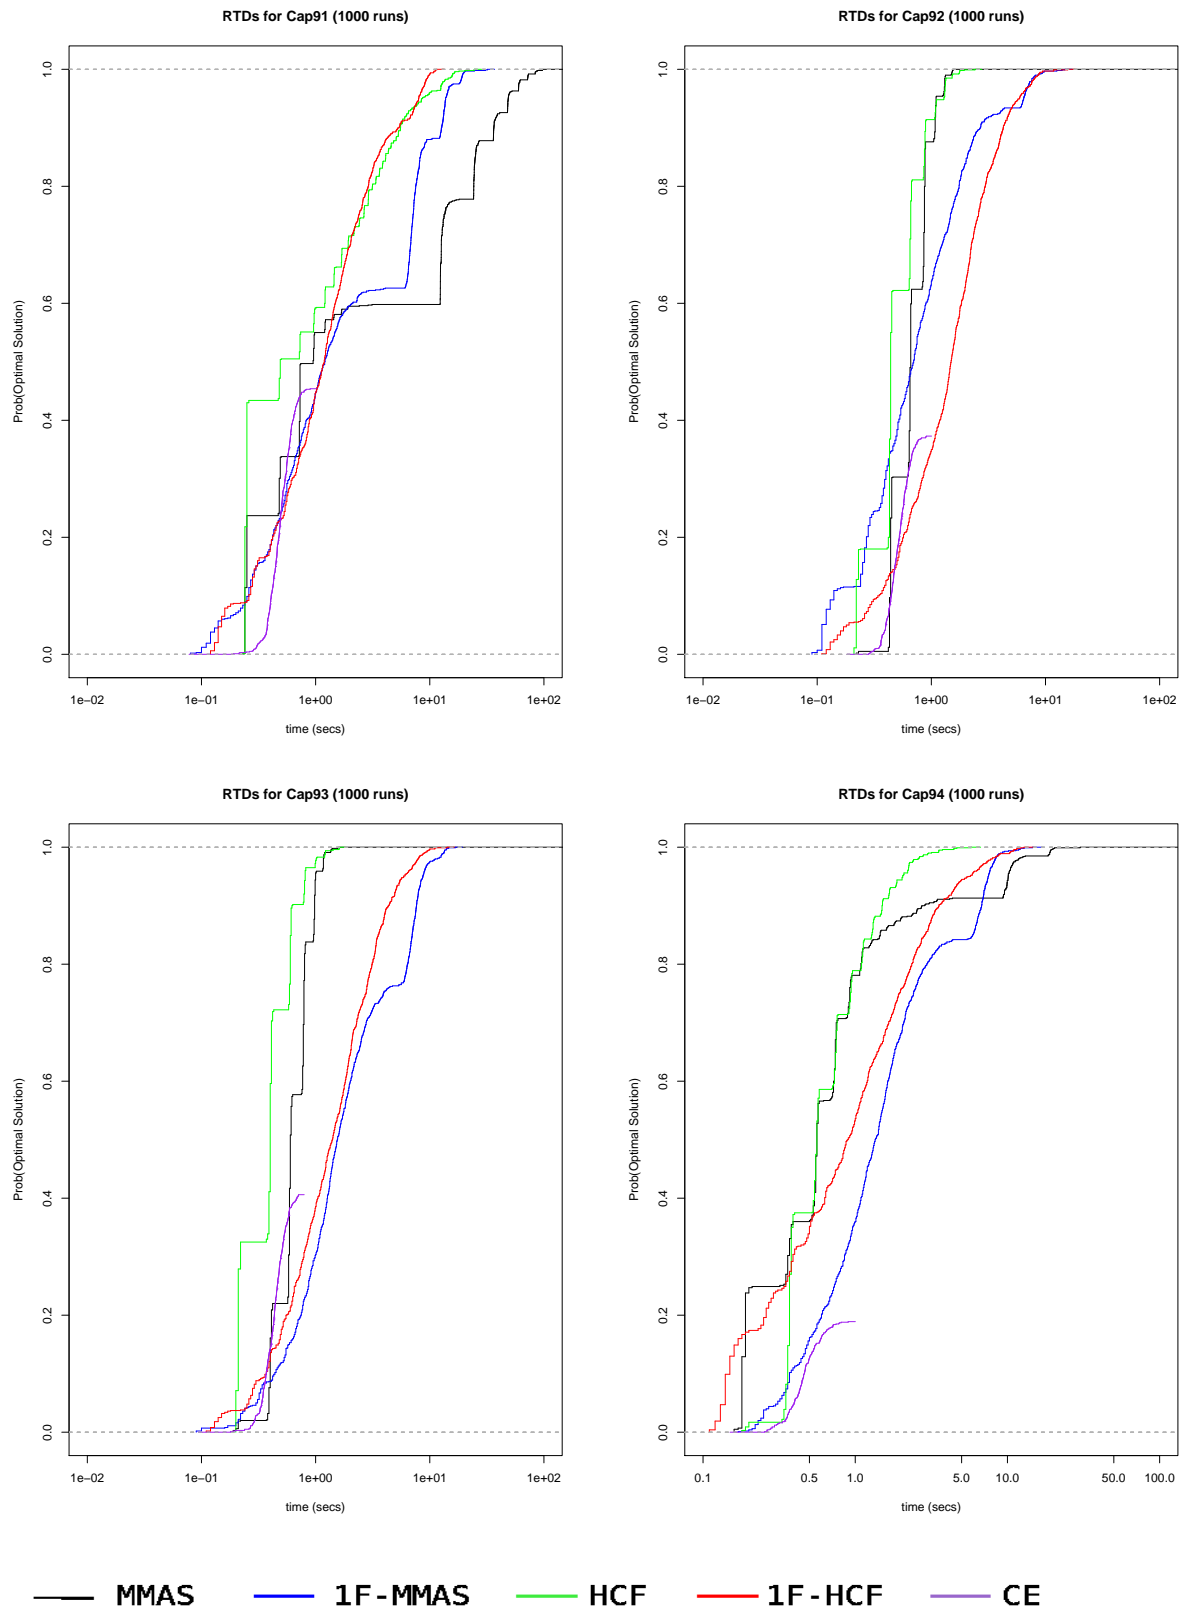 RTDs for Cap91 (1000 runs)
Prob(Optimal Solution)
1.0
0.8
0.6
0.4
0.2
0.0
1e−02 1e−01 1e+00 1e+01 1e+02
time (secs)
RTDs for Cap92 (1000 runs)
Prob(Optimal Solution)
1.0
0.8
0.6
0.4
0.2
0.0
1e−02 1e−01 1e+00 1e+01 1e+02
time (secs)
RTDs for Cap93 (1000 runs)
Prob(Optimal Solution)
1.0
0.8
0.6
0.4
0.2
0.0
1e−02 1e−01 1e+00 1e+01 1e+02
time (secs)
RTDs for Cap94 (1000 runs)
Prob(Optimal Solution)
1.0
0.8
0.6
0.4
0.2
0.0
0.1 0.5 1.0 5.0 10.0 50.0 100.0
time (secs)
MMAS 1F-MMAS HCF 1F-HCF CE